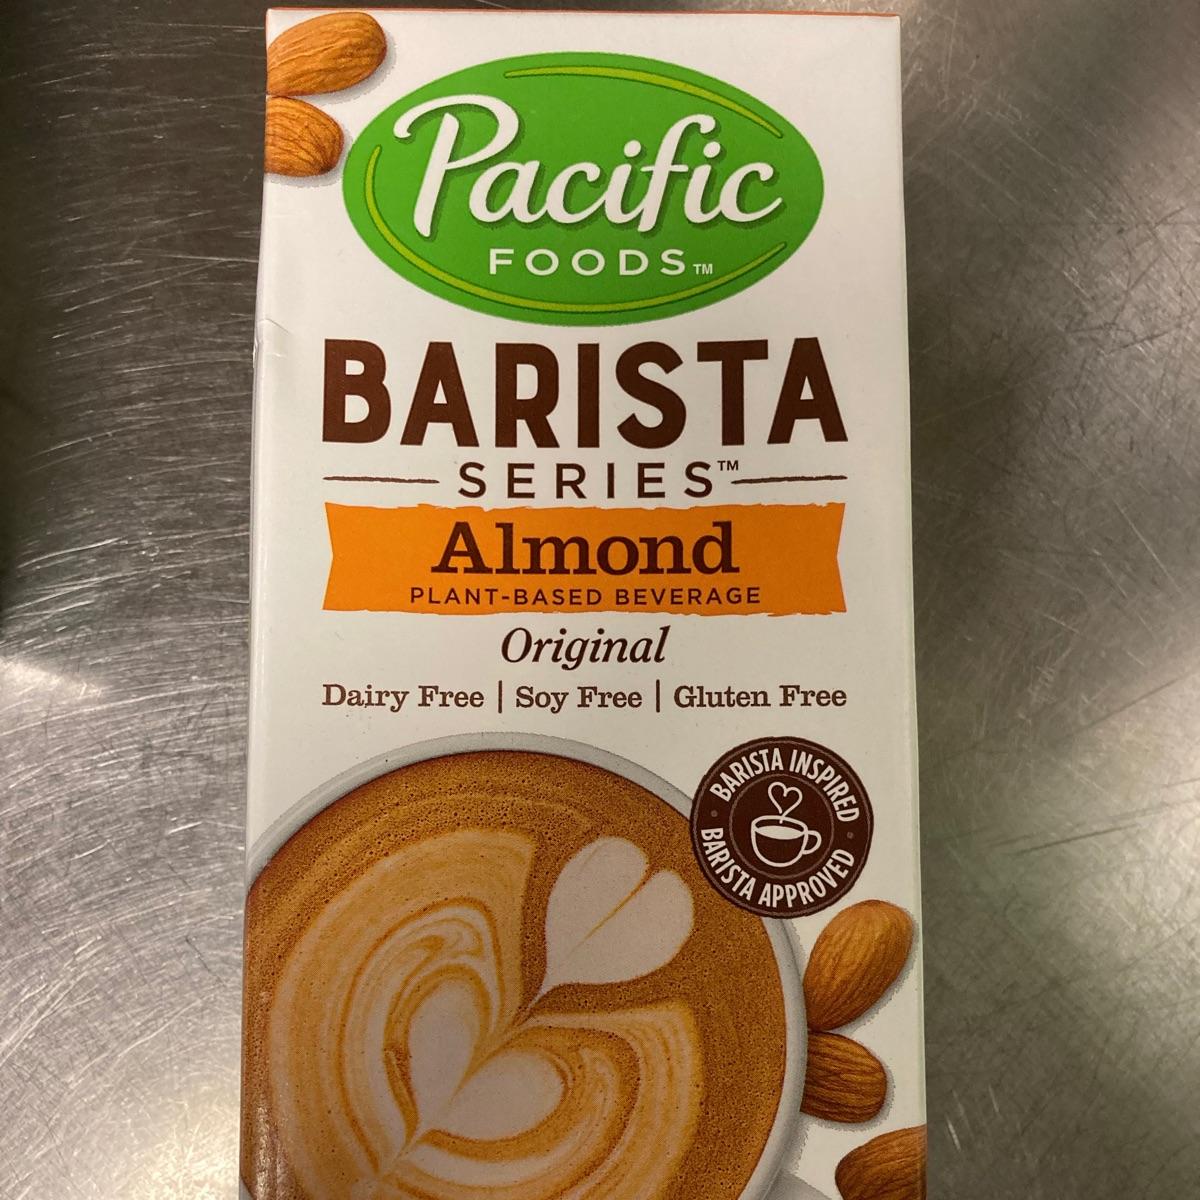 Pacific
FOODS™
BARISTA
SERIES™
Almond
PLANT-BASED BEVERAGE
Original
Dairy Free | Soy Free | Gluten Free
BARISTA INSPIRED
BARISTA APPROVED